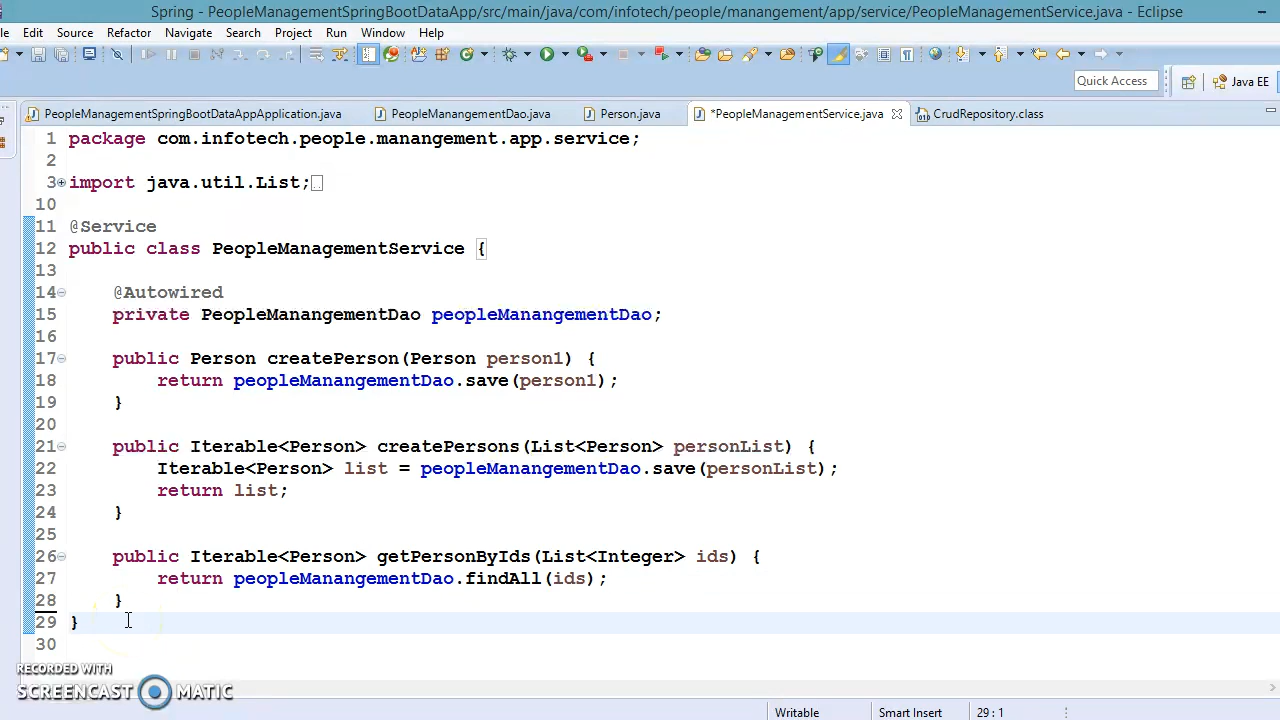 Spring - PeopleManagementSpringBootDataApp/src/main/java/com/infotech/people/manangement/app/service/PeopleManagementService.java - Eclipse
Edit Source Refactor Navigate Search Project Run Window Help
Quick Access Java EE
PeopleManagementSpringBootDataAppApplication.java PeopleManangementDao.java Person.java *PeopleManagementService.java CrudRepository.class
1 package com.infotech.people.manangement.app.service;
2
3 import java.util.List;
10
11 @Service
12 public class PeopleManagementService {
13
14 @Autowired
15 private PeopleManangementDao peopleManangementDao;
16
17 public Person createPerson(Person person1) {
18 return peopleManangementDao.save(person1);
19 }
20
21 public Iterable<Person> createPersons(List<Person> personList) {
22 Iterable<Person> list = peopleManangementDao.save(personList);
23 return list;
24 }
25
26 public Iterable<Person> getPersonByIds(List<Integer> ids) {
27 return peopleManangementDao.findAll(ids);
28 }
29 }
30
RECORDED WITH
SCREENCAST MATIC
Writable Smart Insert 29 : 1